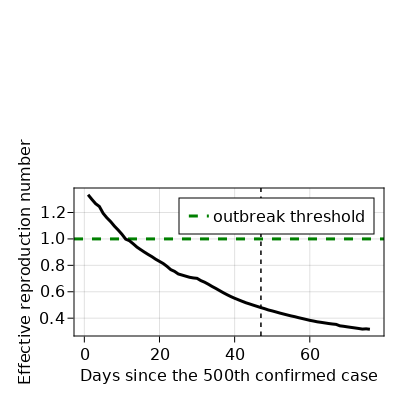 Effective reproduction number
1.2
1.0
0.8
0.6
0.4
outbreak threshold
0 20 40 60
Days since the 500th confirmed case